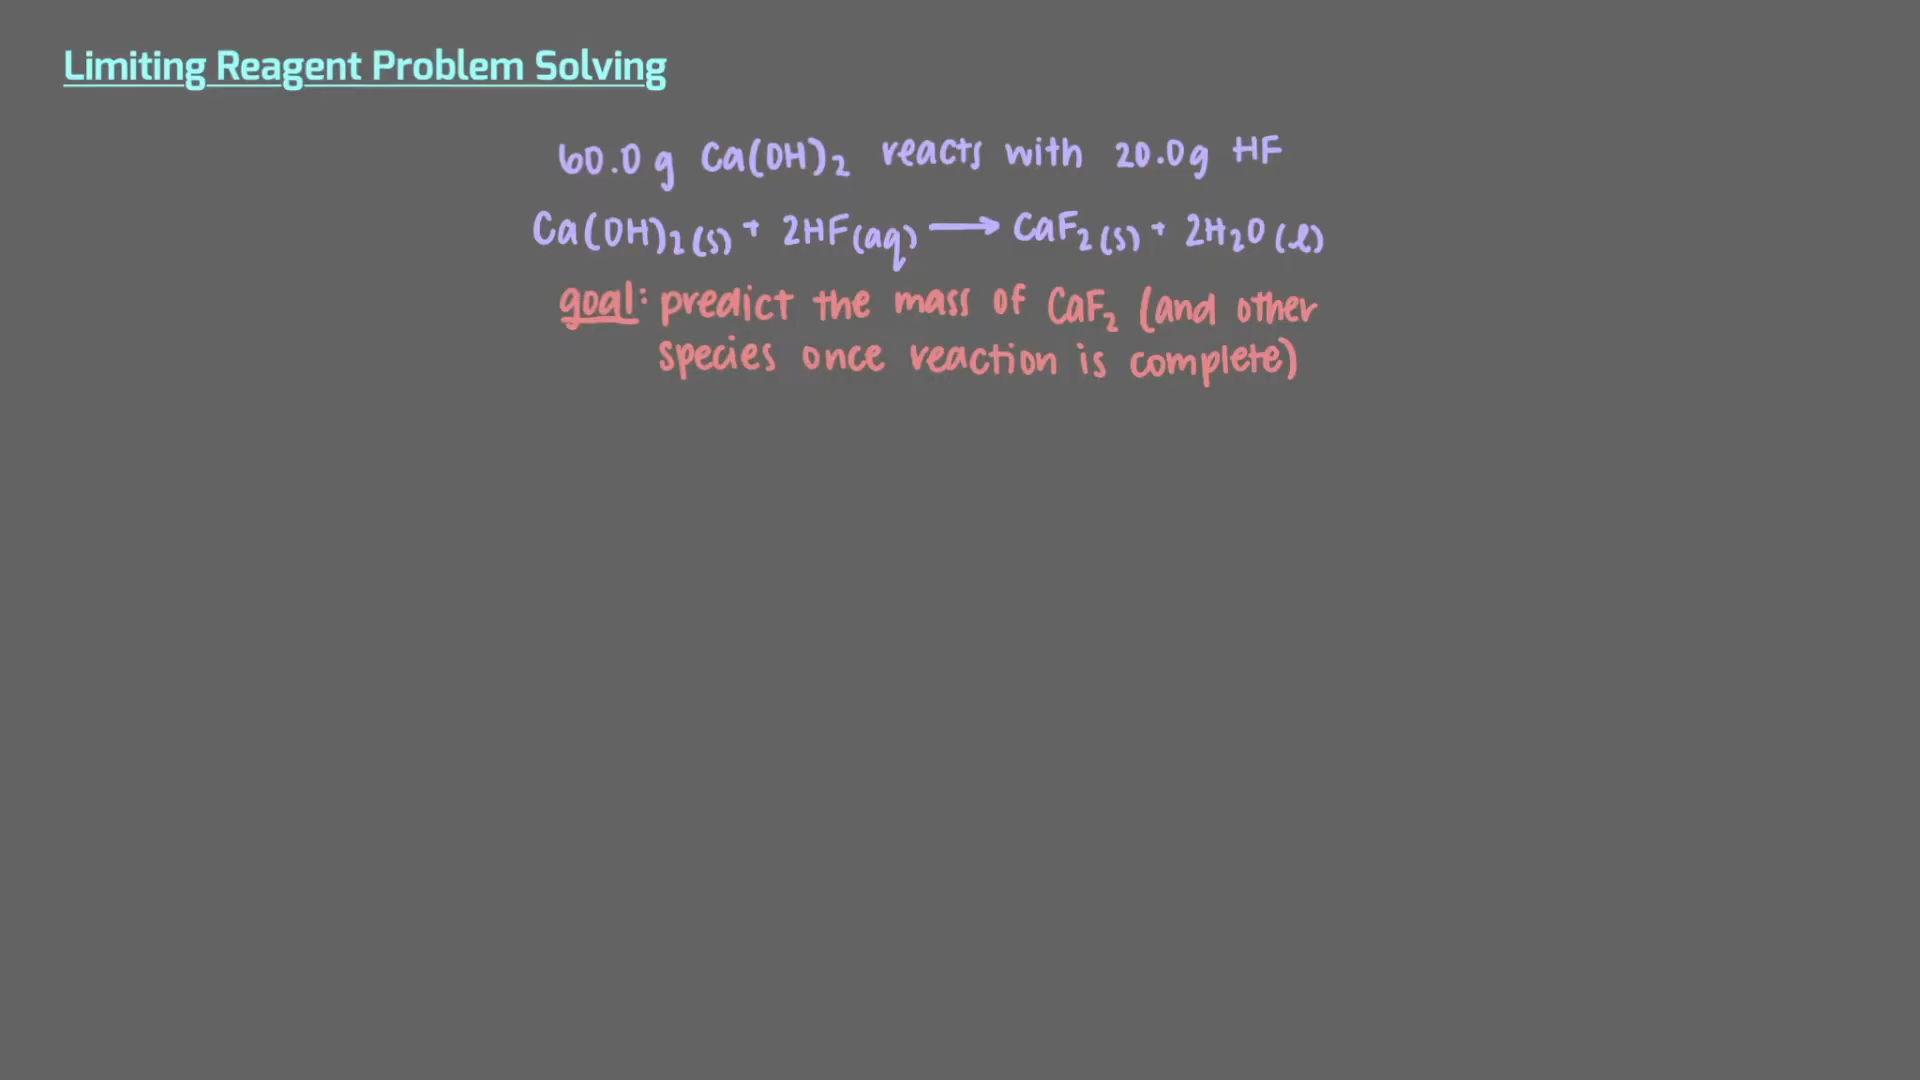 Limiting Reagent Problem Solving
60.0 g Ca(OH)₂ reacts with 20.0g HF
Ca(OH)₂(s) + 2HF(aq) ⟶ CaF₂(s) + 2H₂O(l)
goal: predict the mass of CaF₂ (and other
species once reaction is complete)